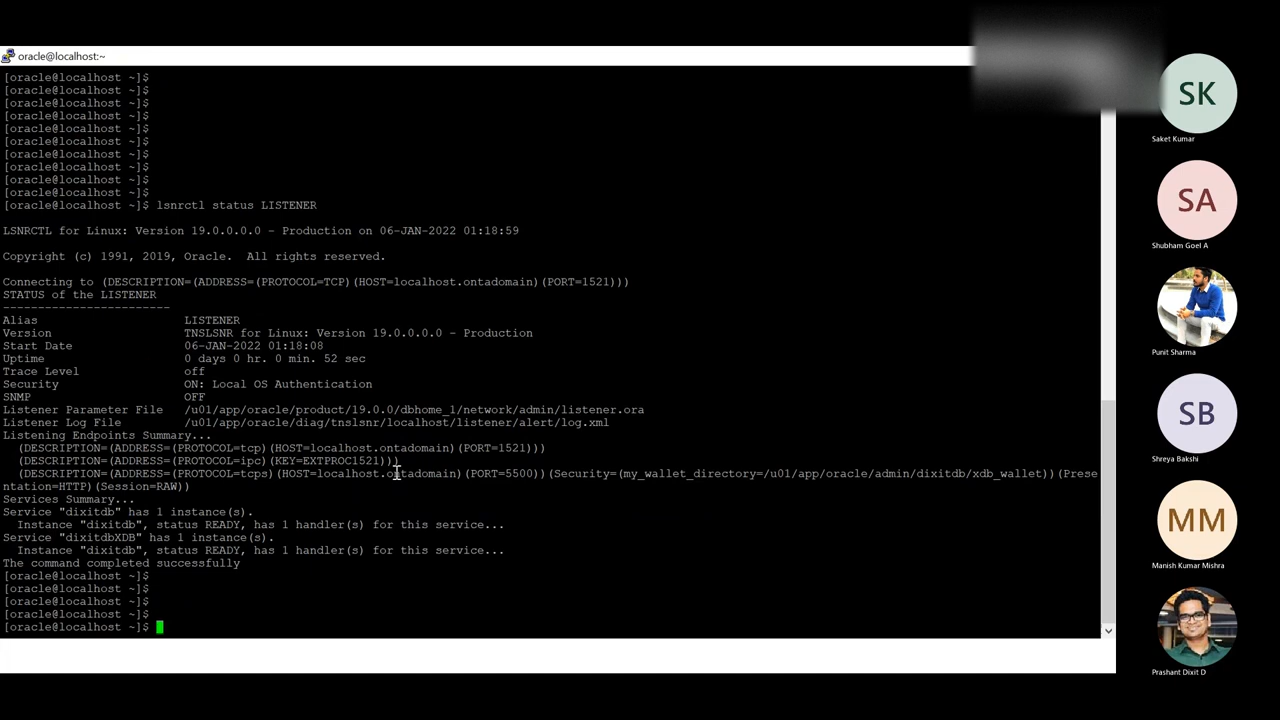 oracle@localhost:~
[oracle@localhost ~]$
[oracle@localhost ~]$
[oracle@localhost ~]$
[oracle@localhost ~]$
[oracle@localhost ~]$
[oracle@localhost ~]$
[oracle@localhost ~]$
[oracle@localhost ~]$
[oracle@localhost ~]$
[oracle@localhost ~]$
[oracle@localhost ~]$ lsnrctl status LISTENER
LSNRCTL for Linux: Version 19.0.0.0.0 - Production on 06-JAN-2022 01:18:59
Copyright (c) 1991, 2019, Oracle.  All rights reserved.
Connecting to (DESCRIPTION=(ADDRESS=(PROTOCOL=TCP)(HOST=localhost.ontadomain)(PORT=1521)))
STATUS of the LISTENER
------------------------
Alias                     LISTENER
Version                   TNSLSNR for Linux: Version 19.0.0.0.0 - Production
Start Date                06-JAN-2022 01:18:08
Uptime                    0 days 0 hr. 0 min. 52 sec
Trace Level               off
Security                  ON: Local OS Authentication
SNMP                      OFF
Listener Parameter File   /u01/app/oracle/product/19.0.0/dbhome_1/network/admin/listener.ora
Listener Log File         /u01/app/oracle/diag/tnslsnr/localhost/listener/alert/log.xml
Listening Endpoints Summary...
  (DESCRIPTION=(ADDRESS=(PROTOCOL=tcp)(HOST=localhost.ontadomain)(PORT=1521)))
  (DESCRIPTION=(ADDRESS=(PROTOCOL=ipc)(KEY=EXTPROC1521)))
  (DESCRIPTION=(ADDRESS=(PROTOCOL=tcps)(HOST=localhost.ontadomain)(PORT=5500))(Security=(my_wallet_directory=/u01/app/oracle/admin/dixitdb/xdb_wallet))(Prese
ntation=HTTP)(Session=RAW))
Services Summary...
Service "dixitdb" has 1 instance(s).
  Instance "dixitdb", status READY, has 1 handler(s) for this service...
Service "dixitdbXDB" has 1 instance(s).
  Instance "dixitdb", status READY, has 1 handler(s) for this service...
The command completed successfully
[oracle@localhost ~]$
[oracle@localhost ~]$
[oracle@localhost ~]$
[oracle@localhost ~]$
[oracle@localhost ~]$
SK
Saket Kumar
SA
Shubham Goel A
Punit Sharma
SB
Shreya Bakshi
MM
Manish Kumar Mishra
Prashant Dixit D